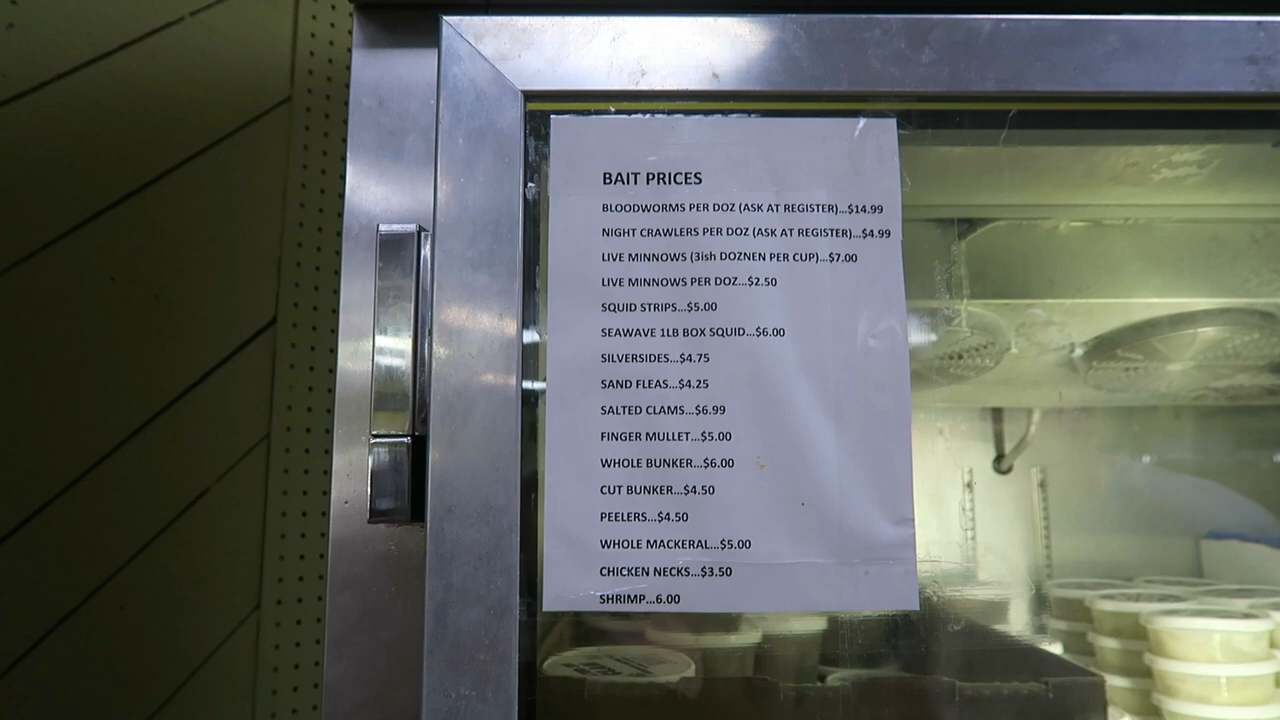 BAIT PRICES
BLOODWORMS PER DOZ (ASK AT REGISTER)...$14.99
NIGHT CRAWLERS PER DOZ (ASK AT REGISTER)...$4.99
LIVE MINNOWS (3ish DOZNEN PER CUP)...$7.00
LIVE MINNOWS PER DOZ...$2.50
SQUID STRIPS...$5.00
SEAWAVE 1LB BOX SQUID...$6.00
SILVERSIDES...$4.75
SAND FLEAS...$4.25
SALTED CLAMS...$6.99
FINGER MULLET...$5.00
WHOLE BUNKER...$6.00
CUT BUNKER...$4.50
PEELERS...$4.50
WHOLE MACKERAL...$5.00
CHICKEN NECKS...$3.50
SHRIMP...6.00